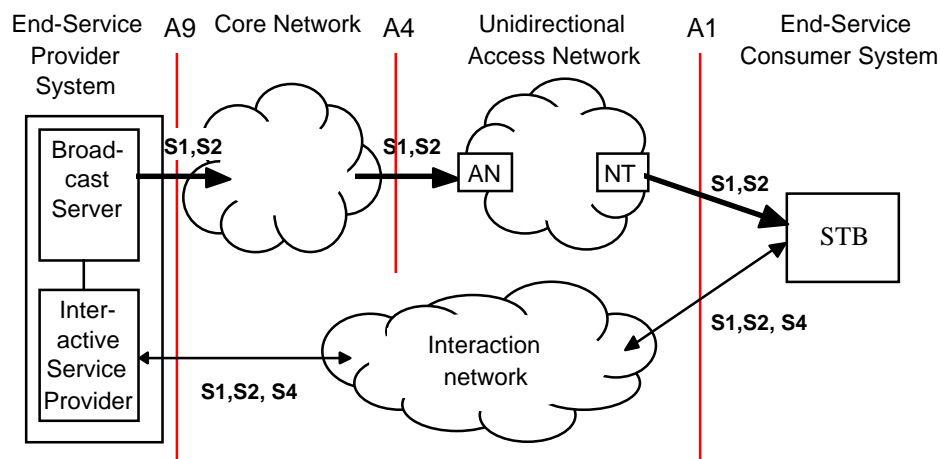 End-Service
Provider
System
A9
Core Network
A4
Unidirectional
Access Network
A1
End-Service
Consumer System
Broad-
cast
Server
S1,S2
S1,S2
AN
NT
S1,S2
STB
Inter-
active
Service
Provider
S1,S2, S4
Interaction
network
S1,S2, S4